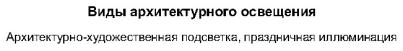 Виды архитектурного освещения
Архитектурно-художественная подсветка, праздничная иллюминация